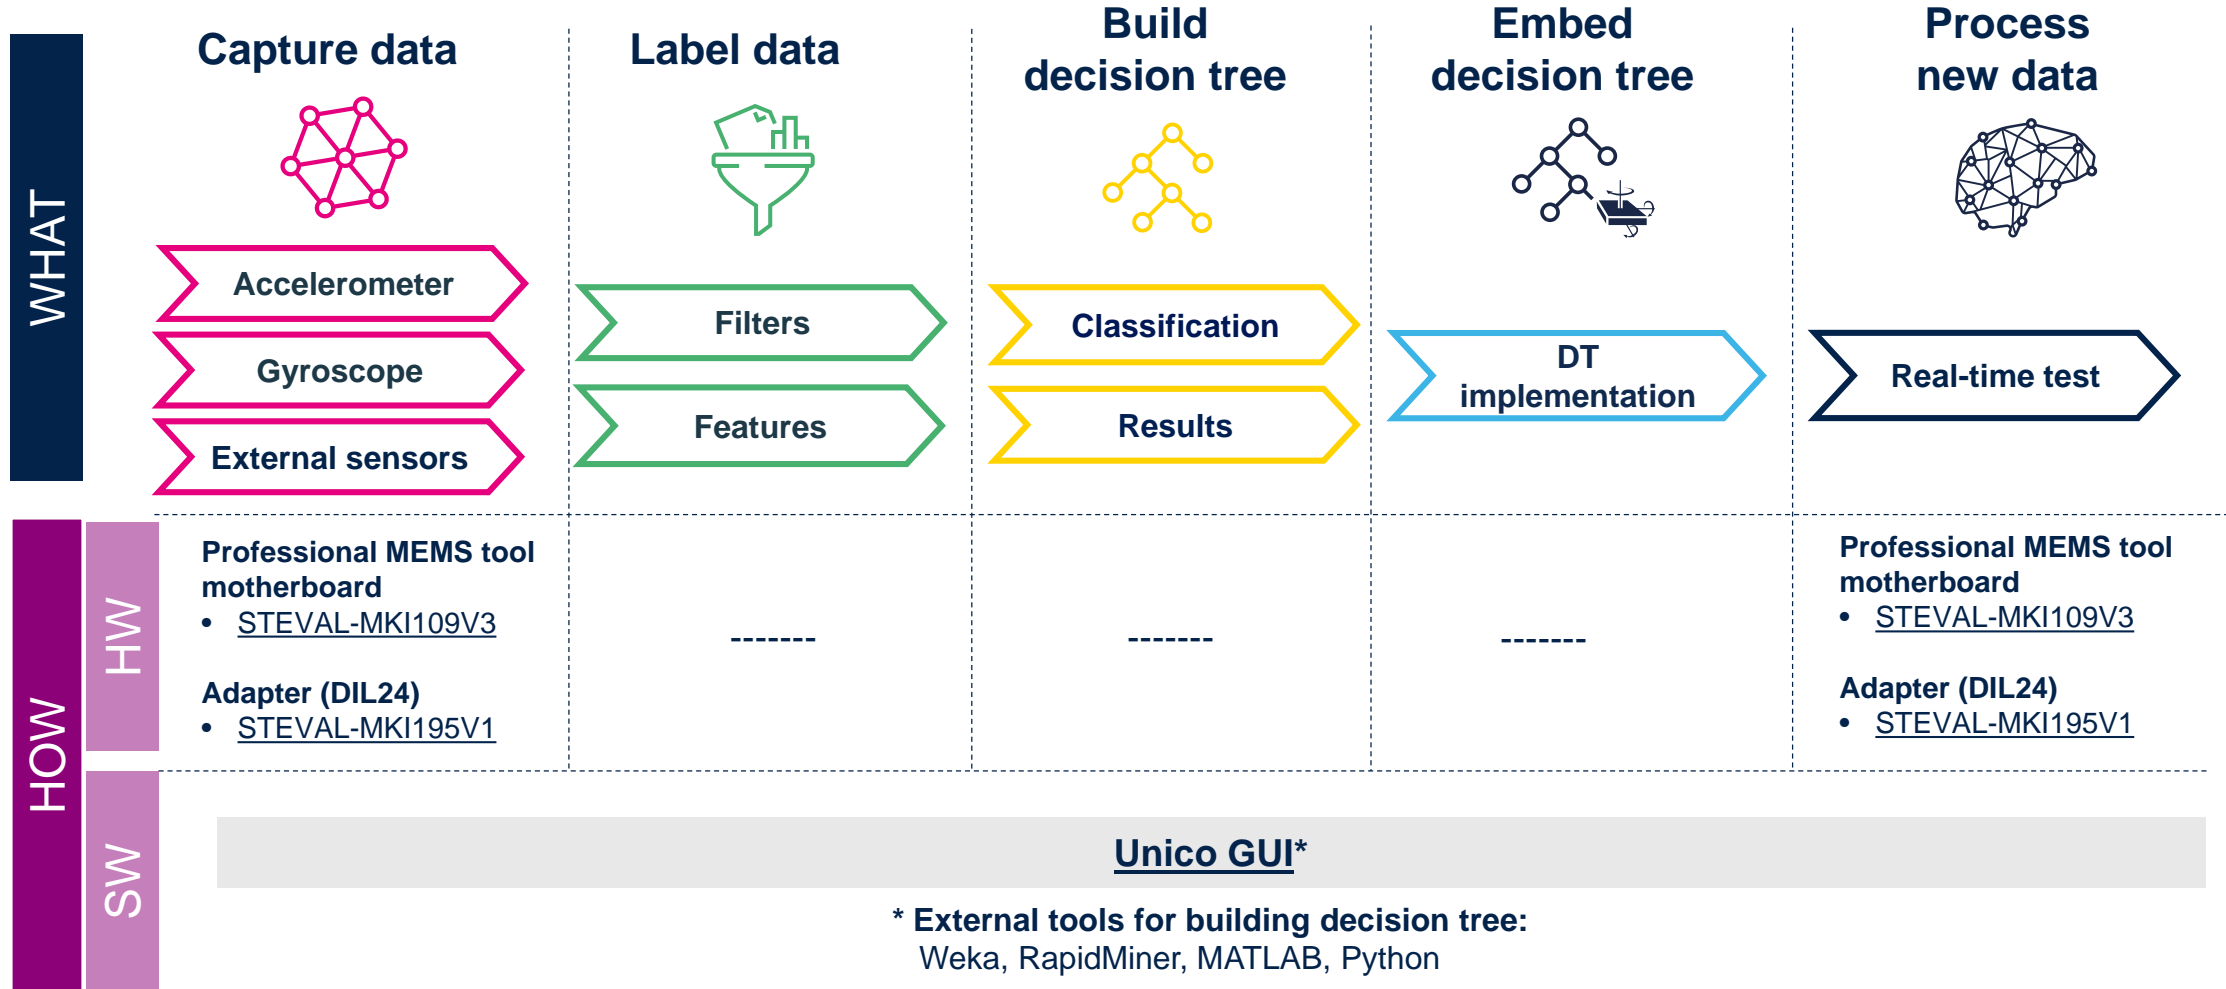 WHAT
Capture data
Label data
Build
decision tree
Embed
decision tree
Process
new data
Accelerometer
Gyroscope
External sensors
Filters
Features
Classification
Results
DT
implementation
Real-time test
HOW
HW
Professional MEMS tool
motherboard
• STEVAL-MKI109V3
Adapter (DIL24)
• STEVAL-MKI195V1
-------
-------
-------
Professional MEMS tool
motherboard
• STEVAL-MKI109V3
Adapter (DIL24)
• STEVAL-MKI195V1
SW
Unico GUI*
* External tools for building decision tree:
Weka, RapidMiner, MATLAB, Python